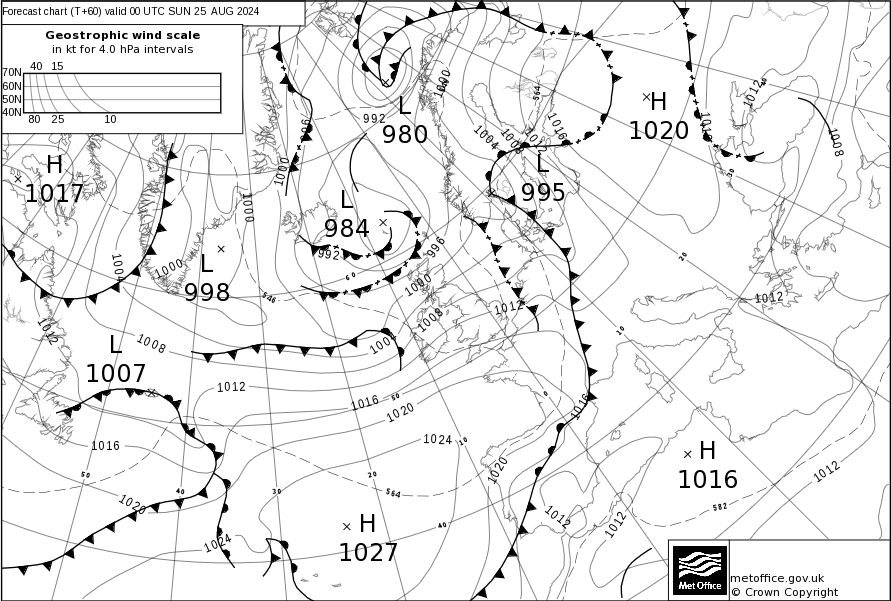 Forecast chart (T+60) valid 00 UTC SUN 25 AUG 2024
Geostrophic wind scale
in kt for 4.0 hPa intervals
40 15
70N
60N
50N
40N
80 25 10
H
1017
L
980
H
1020
L
995
L
984
L
998
L
1007
H
1016
H
1027
992
1000
1000
1004
1016
564
1012
1008
1000
996
992
1004
1000
1000
1008
1012
1012
546
1012
1008
1004
1012
1016
1020
1016
1016
1024
1020
1020
564
582
1012
1012
1012
1024
50
40
30
20
10
40
50
60
0
10
20
30
metoffice.gov.uk
© Crown Copyright
Met Office